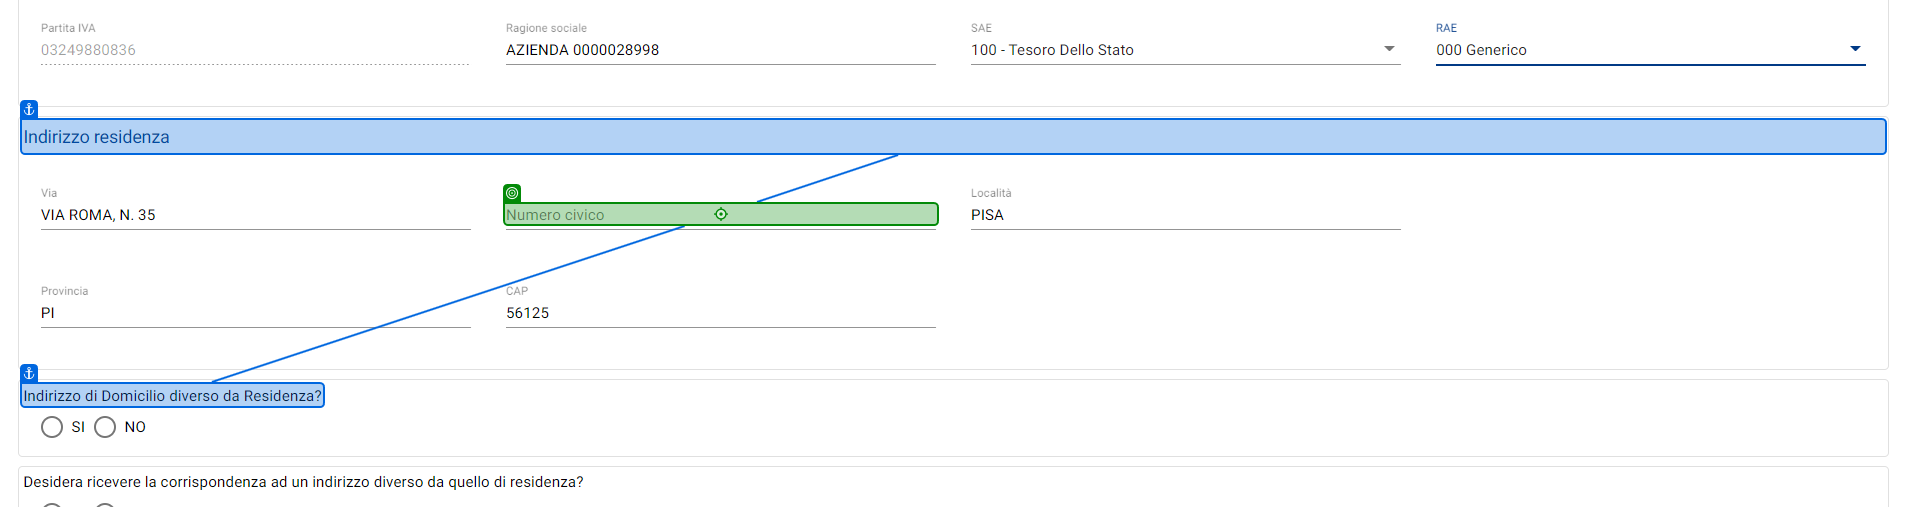 Partita IVA
03249880836
Ragione sociale
AZIENDA 0000028998
SAE
100 - Tesoro Dello Stato
RAE
000 Generico
Indirizzo residenza
Via
VIA ROMA, N. 35
Numero civico
Località
PISA
Provincia
PI
CAP
56125
Indirizzo di Domicilio diverso da Residenza?
SI NO
Desidera ricevere la corrispondenza ad un indirizzo diverso da quello di residenza?